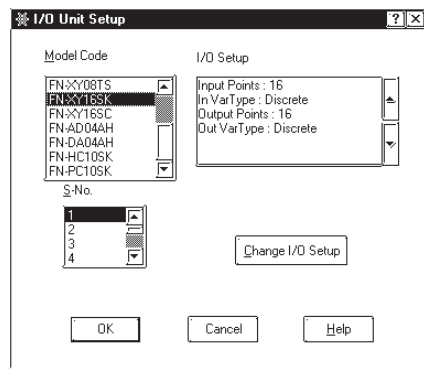 I/O Unit Setup
? X
Model Code
I/O Setup
FN-XY08TS
FN-XY16SK
FN-XY16SC
FN-AD04AH
FN-DA04AH
FN-HC10SK
FN-PC10SK
Input Points : 16
In VarType : Discrete
Output Points : 16
Out VarType : Discrete
S-No.
1
2
3
4
Change I/O Setup
OK
Cancel
Help